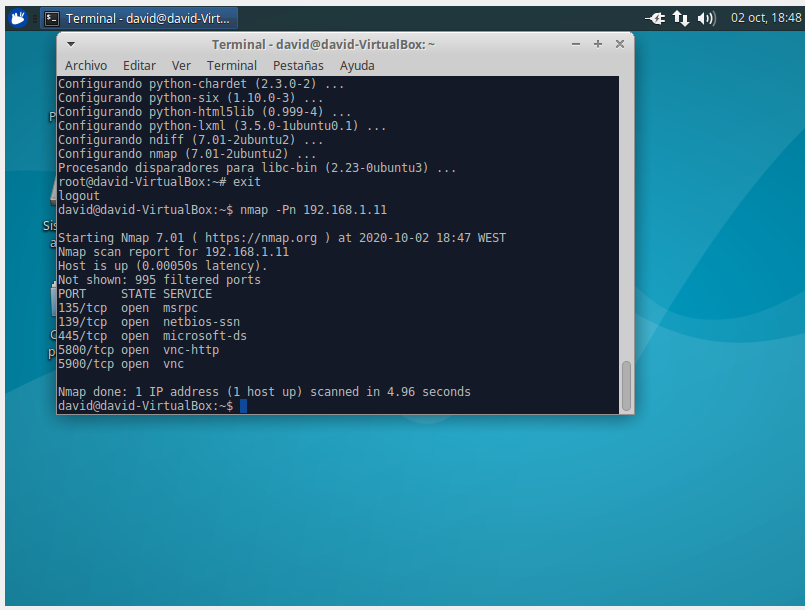 Terminal - david@david-Virt...
02 oct, 18:48
Terminal - david@david-VirtualBox: ~
Archivo Editar Ver Terminal Pestañas Ayuda
Configurando python-chardet (2.3.0-2) ...
Configurando python-six (1.10.0-3) ...
Configurando python-html5lib (0.999-4) ...
Configurando python-lxml (3.5.0-1ubuntu0.1) ...
Configurando ndiff (7.01-2ubuntu2) ...
Configurando nmap (7.01-2ubuntu2) ...
Procesando disparadores para libc-bin (2.23-0ubuntu3) ...
root@david-VirtualBox:~# exit
logout
david@david-VirtualBox:~$ nmap -Pn 192.168.1.11
Starting Nmap 7.01 ( https://nmap.org ) at 2020-10-02 18:47 WEST
Nmap scan report for 192.168.1.11
Host is up (0.00050s latency).
Not shown: 995 filtered ports
PORT STATE SERVICE
135/tcp open msrpc
139/tcp open netbios-ssn
445/tcp open microsoft-ds
5800/tcp open vnc-http
5900/tcp open vnc
Nmap done: 1 IP address (1 host up) scanned in 4.96 seconds
david@david-VirtualBox:~$